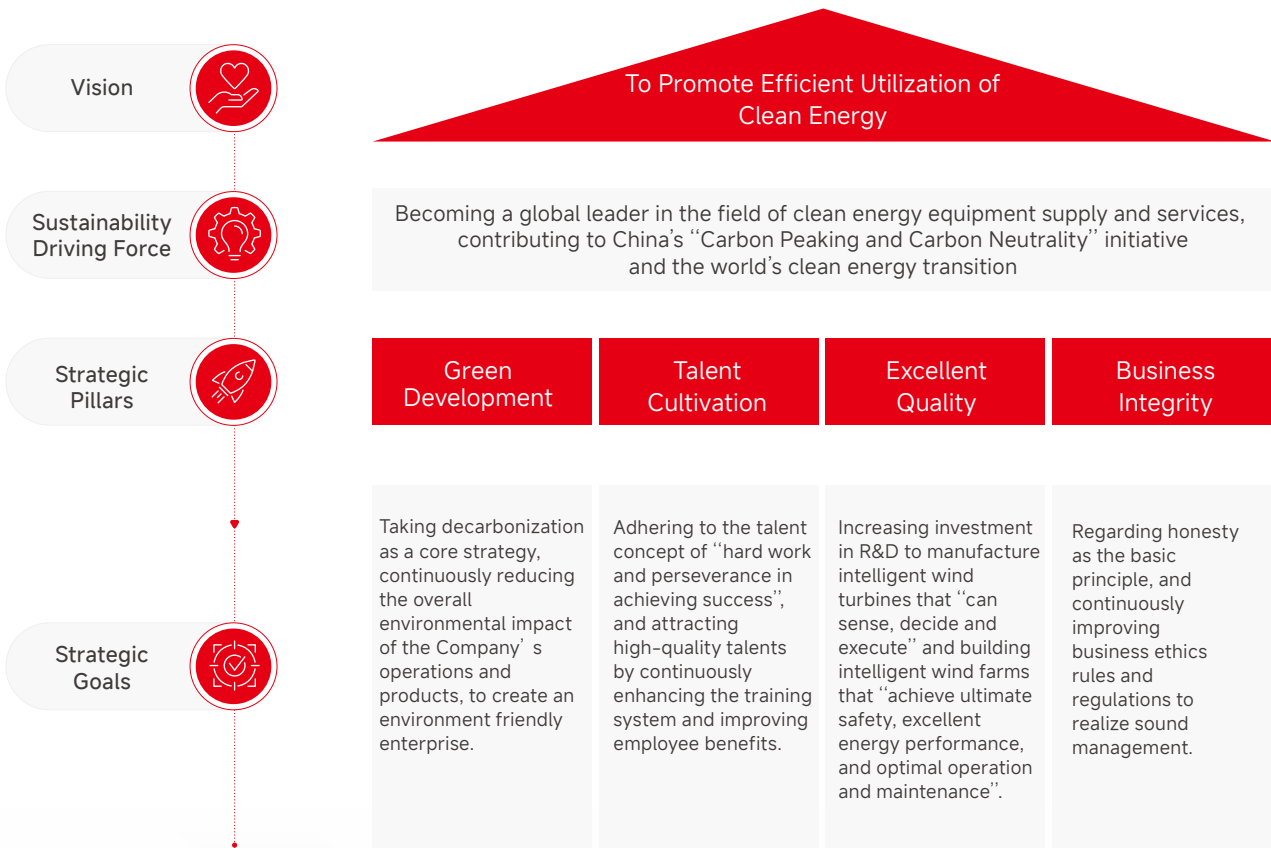 Vision
To Promote Efficient Utilization of
Clean Energy
Sustainability
Driving Force
Becoming a global leader in the field of clean energy equipment supply and services,
contributing to China's “Carbon Peaking and Carbon Neutrality” initiative
and the world's clean energy transition
Strategic
Pillars
Green
Development
Talent
Cultivation
Excellent
Quality
Business
Integrity
Strategic
Goals
Taking decarbonization
as a core strategy,
continuously reducing
the overall
environmental impact
of the Company' s
operations and
products, to create an
environment friendly
enterprise.
Adhering to the talent
concept of “hard work
and perseverance in
achieving success”,
and attracting
high-quality talents
by continuously
enhancing the training
system and improving
employee benefits.
Increasing investment
in R&D to manufacture
intelligent wind
turbines that “can
sense, decide and
execute” and building
intelligent wind farms
that “achieve ultimate
safety, excellent
energy performance,
and optimal operation
and maintenance”.
Regarding honesty
as the basic
principle, and
continuously
improving
business ethics
rules and
regulations to
realize sound
management.